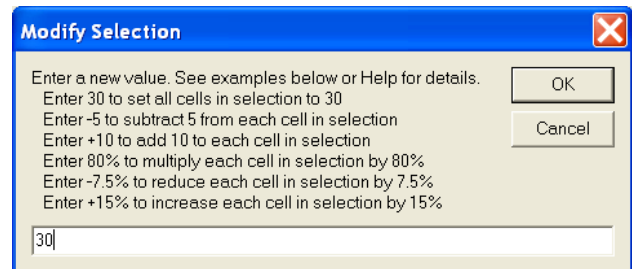 Modify Selection
Enter a new value. See examples below or Help for details.
Enter 30 to set all cells in selection to 30
Enter -5 to subtract 5 from each cell in selection
Enter +10 to add 10 to each cell in selection
Enter 80% to multiply each cell in selection by 80%
Enter -7.5% to reduce each cell in selection by 7.5%
Enter +15% to increase each cell in selection by 15%
OK
Cancel
30